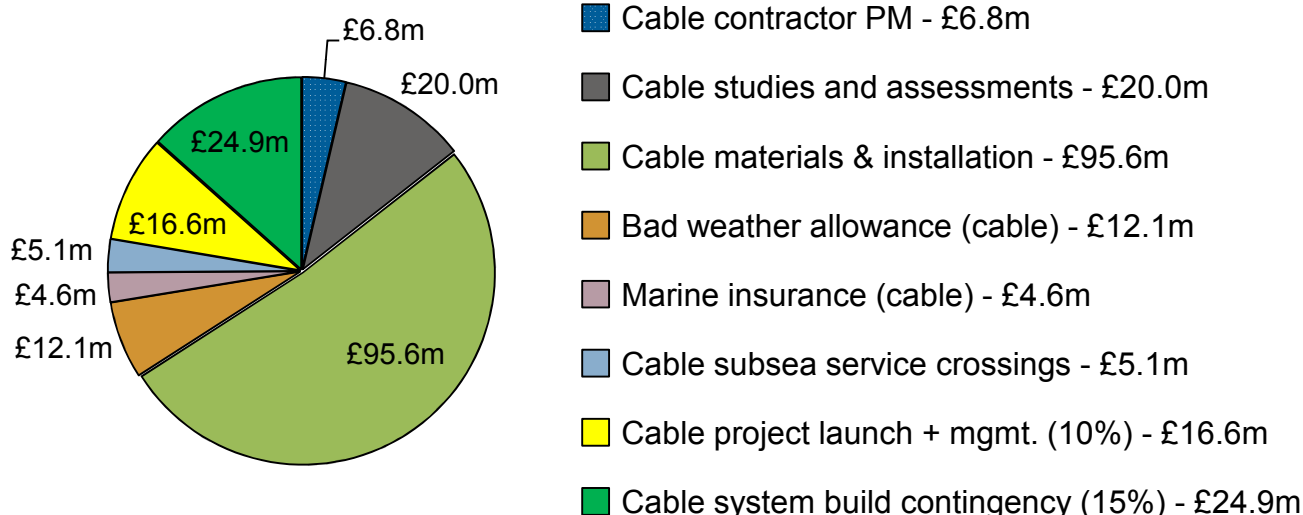 £6.8m
£20.0m
£24.9m
£16.6m
£5.1m
£4.6m
£12.1m
£95.6m
Cable contractor PM - £6.8m
Cable studies and assessments - £20.0m
Cable materials & installation - £95.6m
Bad weather allowance (cable) - £12.1m
Marine insurance (cable) - £4.6m
Cable subsea service crossings - £5.1m
Cable project launch + mgmt. (10%) - £16.6m
Cable system build contingency (15%) - £24.9m